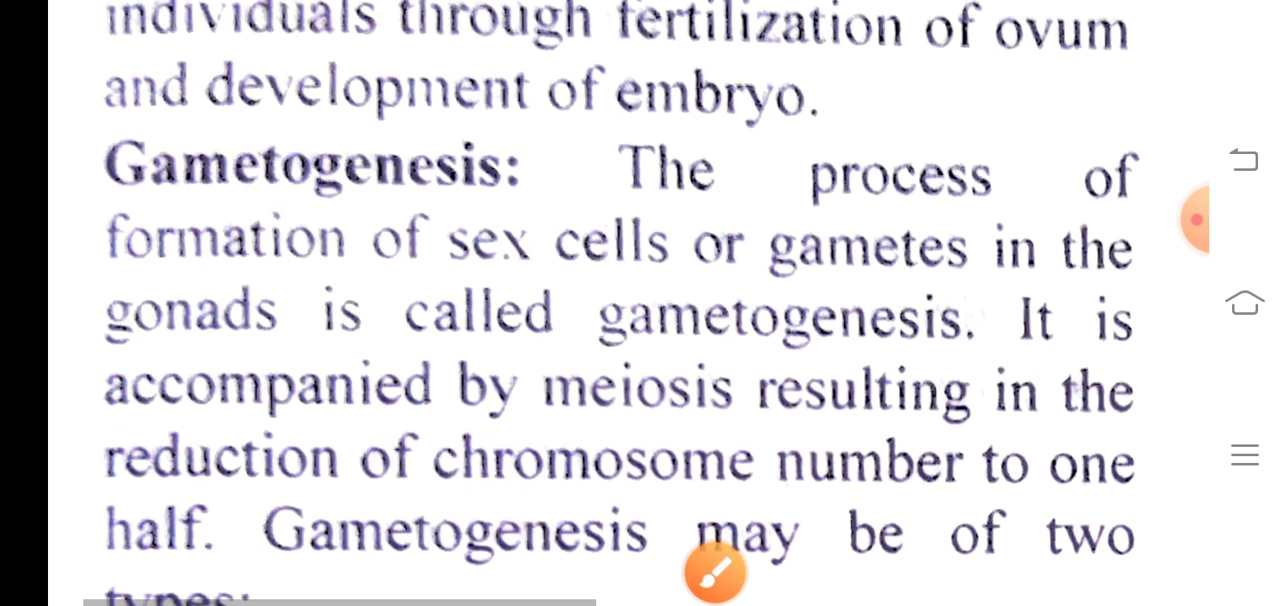 individuals through fertilization of ovum
and development of embryo.
Gametogenesis: The process of
formation of sex cells or gametes in the
gonads is called gametogenesis. It is
accompanied by meiosis resulting in the
reduction of chromosome number to one
half. Gametogenesis may be of two
types: